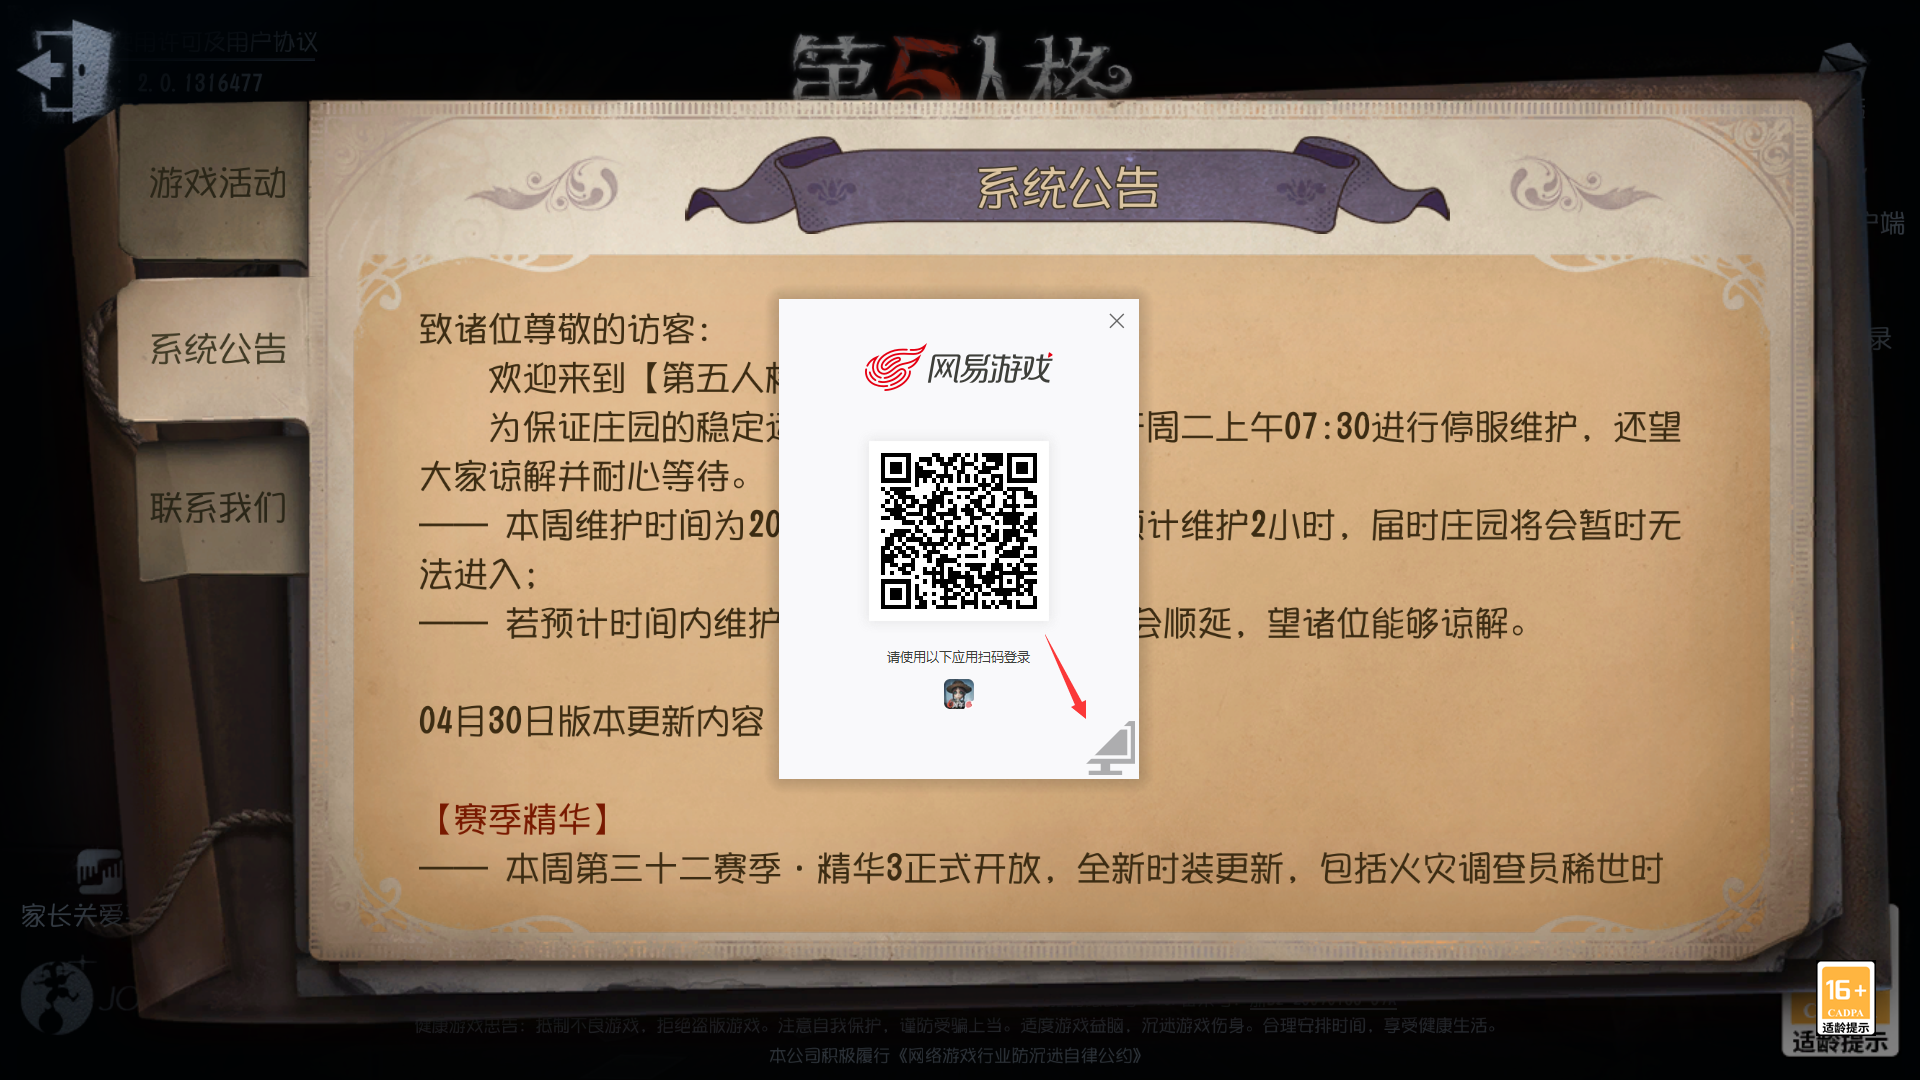 用许可及用户协议
2.0.1316477
第5人格
游戏活动
系统公告
联系我们
系统公告
户端
录
致诸位尊敬的访客：
欢迎来到【第五人格
为保证庄园的稳定运
于周二上午07:30进行停服维护，还望
大家谅解并耐心等待。
—— 本周维护时间为20
预计维护2小时，届时庄园将会暂时无
法进入；
—— 若预计时间内维护
会顺延，望诸位能够谅解。
04月30日版本更新内容
【赛季精华】
—— 本周第三十二赛季·精华3正式开放，全新时装更新，包括火灾调查员稀世时
网易游戏
请使用以下应用扫码登录
家长关爱
JO
16+
CADPA
适龄提示
适龄提示
健康游戏忠告：抵制不良游戏，拒绝盗版游戏。注意自我保护，谨防受骗上当。适度游戏益脑，沉迷游戏伤身。合理安排时间，享受健康生活。
本公司积极履行《网络游戏行业防沉迷自律公约》